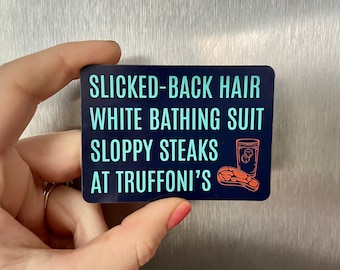 SLICKED-BACK HAIR
WHITE BATHING SUIT
SLOPPY STEAKS
AT TRUFFONI'S